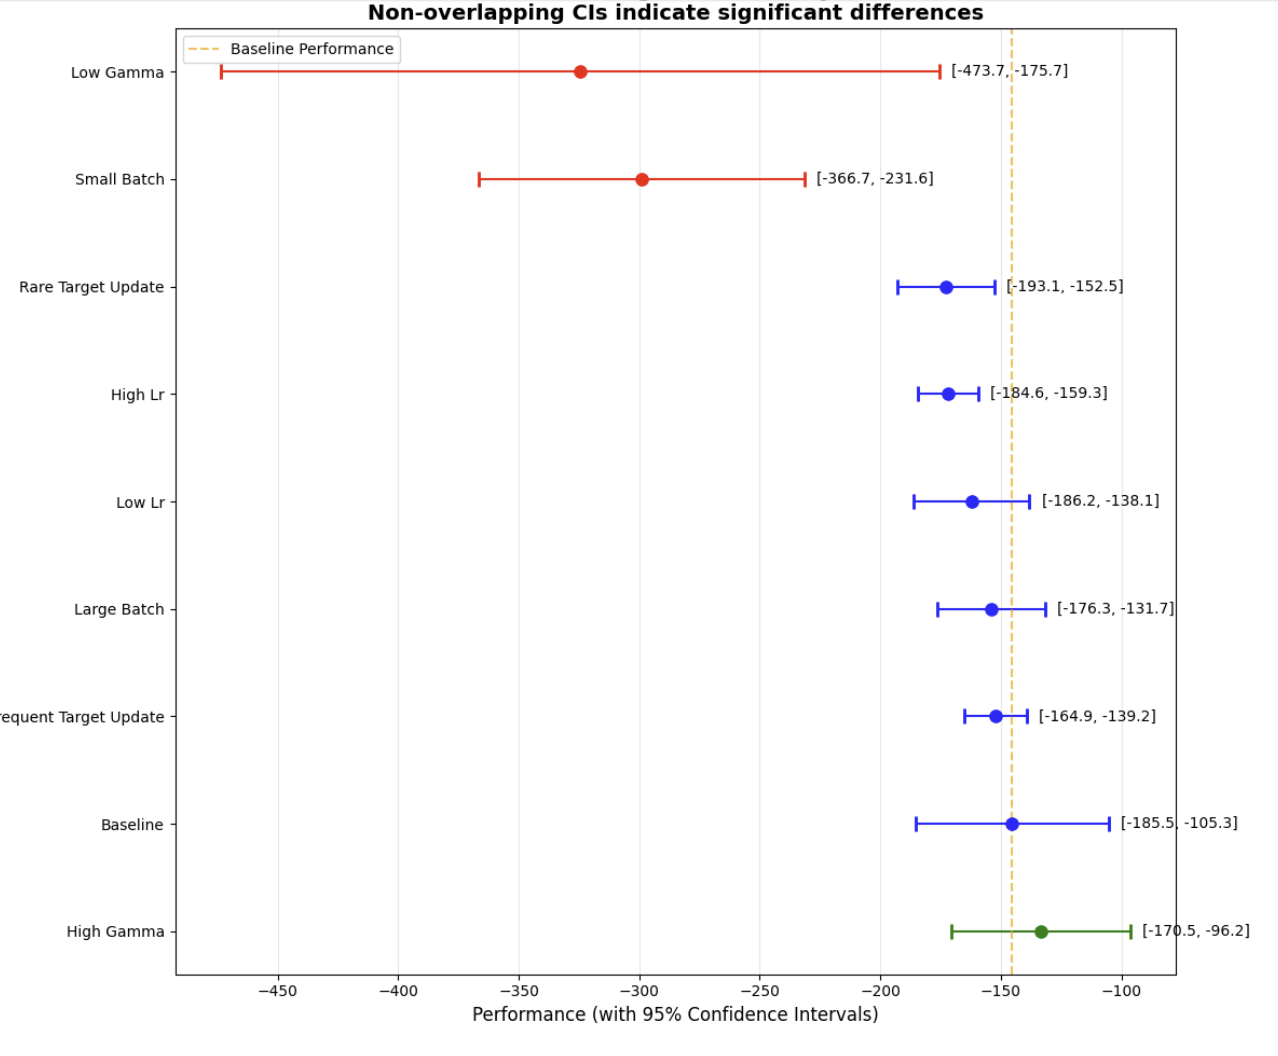 Non-overlapping CIs indicate significant differences
Baseline Performance
Low Gamma
[-473.7, -175.7]
Small Batch
[-366.7, -231.6]
Rare Target Update
[-193.1, -152.5]
High Lr
[-184.6, -159.3]
Low Lr
[-186.2, -138.1]
Large Batch
[-176.3, -131.7]
requent Target Update
[-164.9, -139.2]
Baseline
[-185.5, -105.3]
High Gamma
[-170.5, -96.2]
−450 −400 −350 −300 −250 −200 −150 −100
Performance (with 95% Confidence Intervals)